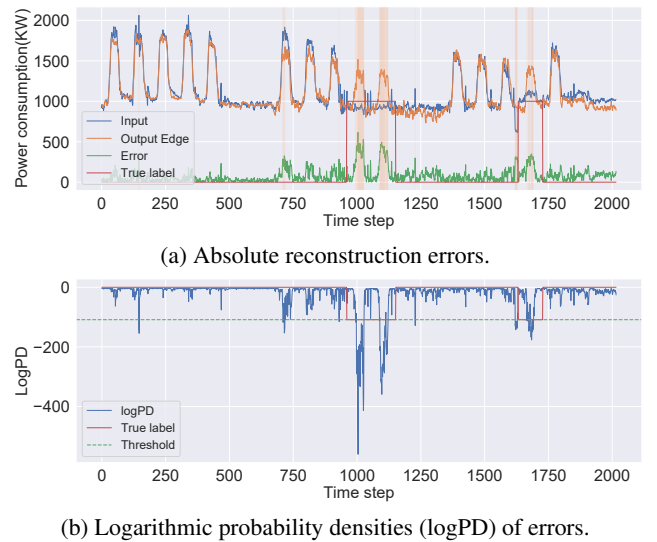 2000
1500
1000
500
0
Power consumption(KW)
Input
Output Edge
Error
True label
0 250 500 750 1000 1250 1500 1750 2000
Time step
(a) Absolute reconstruction errors.
0
−200
−400
LogPD
logPD
True label
Threshold
0 250 500 750 1000 1250 1500 1750 2000
Time step
(b) Logarithmic probability densities (logPD) of errors.